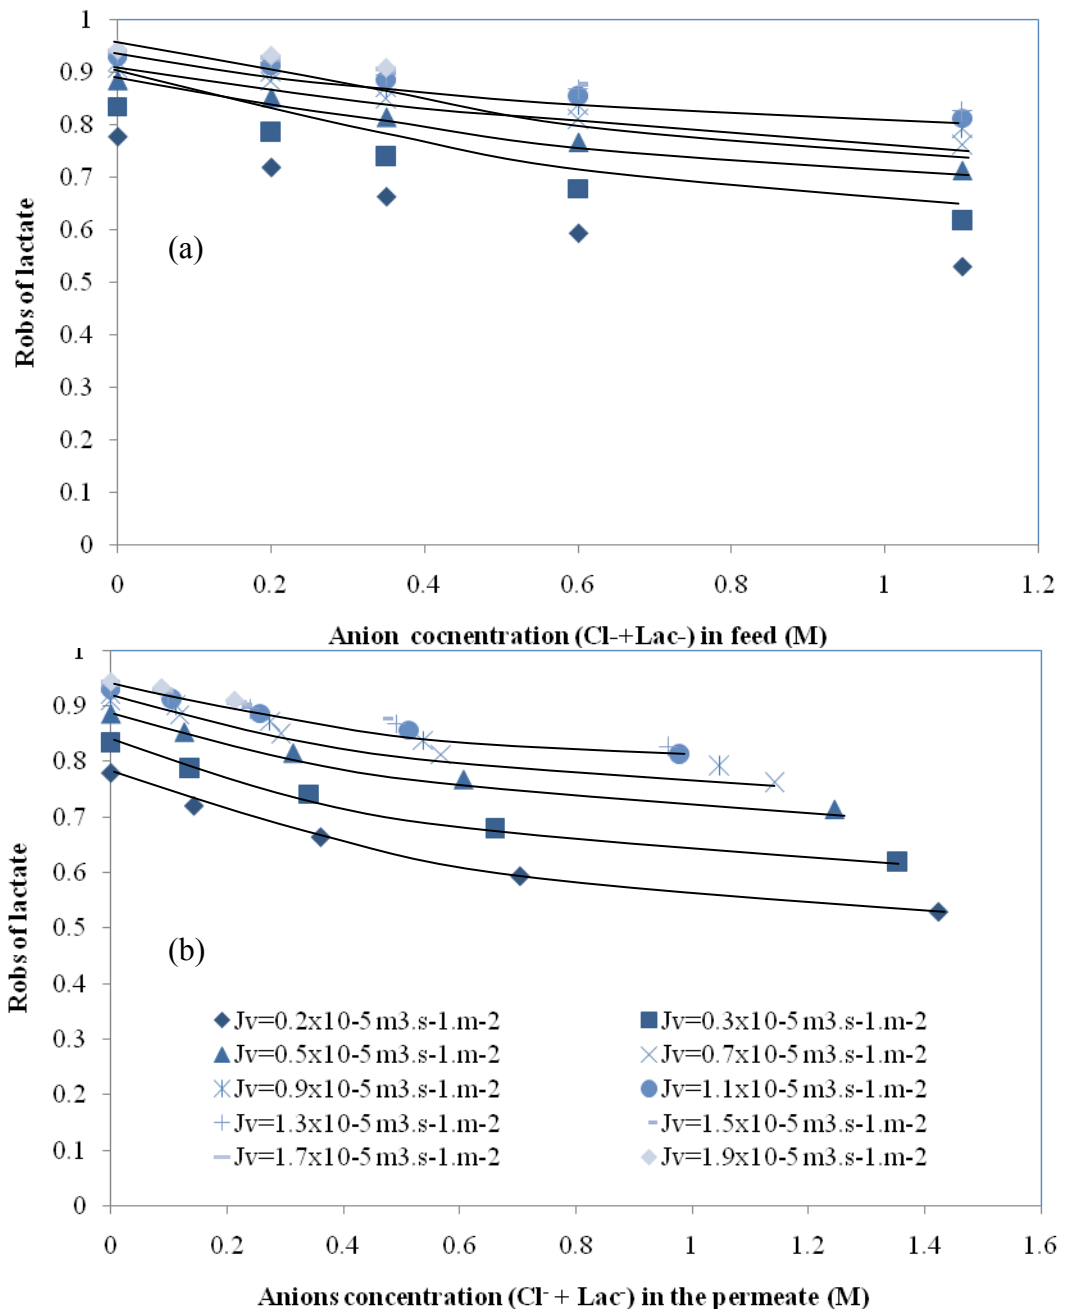 1
0.9
0.8
0.7
0.6
0.5
0.4
0.3
0.2
0.1
0
Robs of lactate
(a)
0 0.2 0.4 0.6 0.8 1 1.2
Anion cocnentration (Cl-+Lac-) in feed (M)
1
0.9
0.8
0.7
0.6
0.5
0.4
0.3
0.2
0.1
0
Robs of lactate
(b)
Jv=0.2x10-5 m3.s-1.m-2 Jv=0.3x10-5 m3.s-1.m-2
Jv=0.5x10-5 m3.s-1.m-2 Jv=0.7x10-5 m3.s-1.m-2
Jv=0.9x10-5 m3.s-1.m-2 Jv=1.1x10-5 m3.s-1.m-2
Jv=1.3x10-5 m3.s-1.m-2 Jv=1.5x10-5 m3.s-1.m-2
Jv=1.7x10-5 m3.s-1.m-2 Jv=1.9x10-5 m3.s-1.m-2
0 0.2 0.4 0.6 0.8 1 1.2 1.4 1.6
Anions concentration (Cl⁻ + Lac⁻) in the permeate (M)